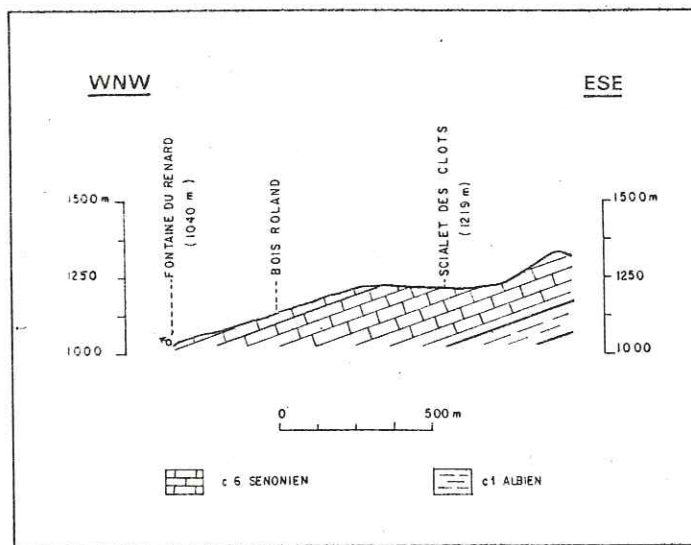 WNW
ESE
FONTAINE DU RENARD
(1040 m)
BOIS ROLAND
SCIALET DES CLOTS
(1219 m)
1500 m
1250
1000
1500 m
1250
1000
0
500 m
c 6 SENONIEN
c1 ALBIEN